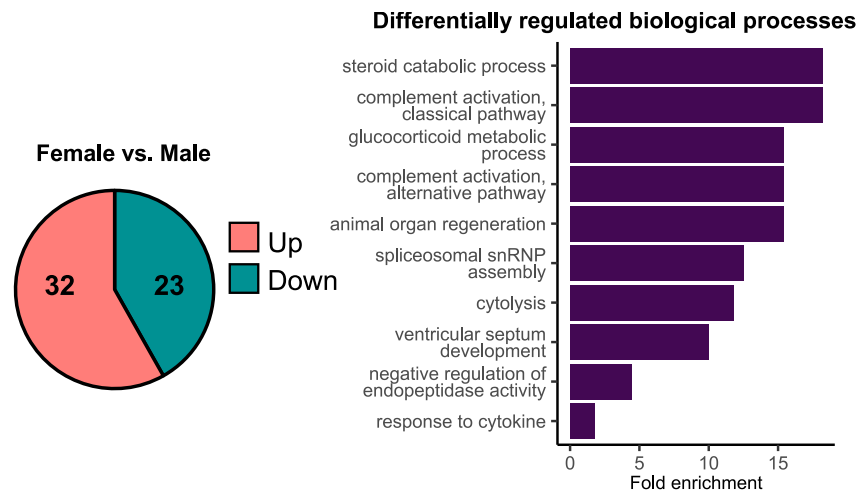 Differentially regulated biological processes
Female vs. Male
32
23
Up
Down
steroid catabolic process
complement activation,
classical pathway
glucocorticoid metabolic
process
complement activation,
alternative pathway
animal organ regeneration
spliceosomal snRNP
assembly
cytolysis
ventricular septum
development
negative regulation of
endopeptidase activity
response to cytokine
0
5
10
15
Fold enrichment